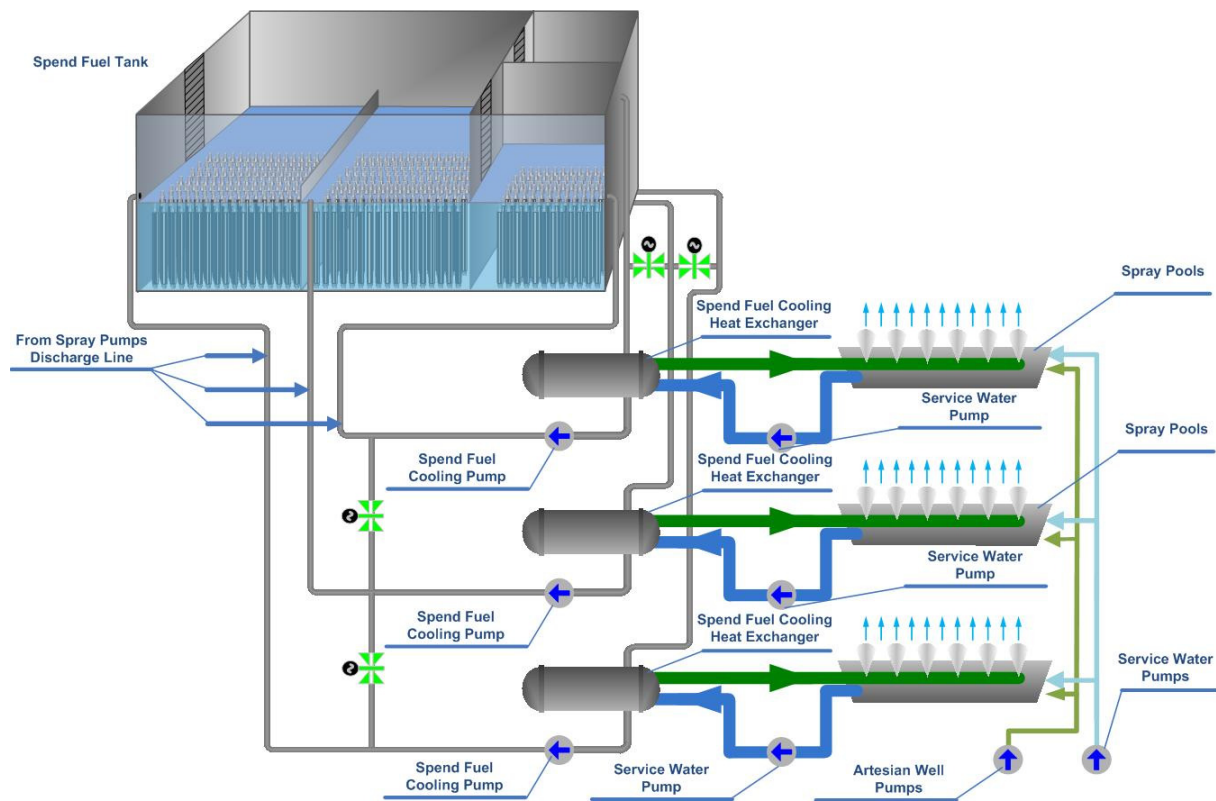 Spend Fuel Tank
Spray Pools
Spend Fuel Cooling
Heat Exchanger
From Spray Pumps
Discharge Line
Service Water
Pump
Spray Pools
Spend Fuel
Cooling Pump
Spend Fuel Cooling
Heat Exchanger
Service Water
Pump
Spend Fuel
Cooling Pump
Spend Fuel Cooling
Heat Exchanger
Service Water
Pumps
Spend Fuel
Cooling Pump
Service Water
Pump
Artesian Well
Pumps